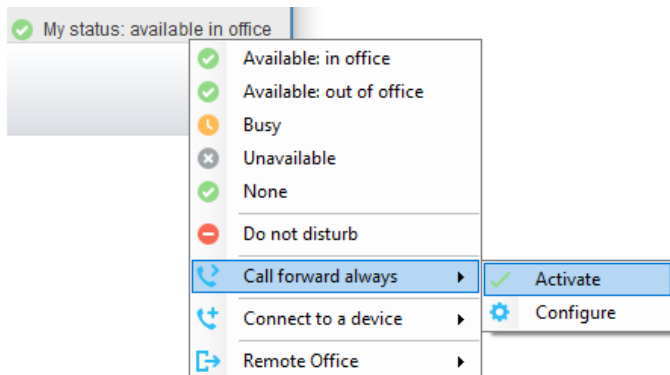 My status: available in office
Available: in office
Available: out of office
Busy
Unavailable
None
Do not disturb
Call forward always
Activate
Configure
Connect to a device
Remote Office